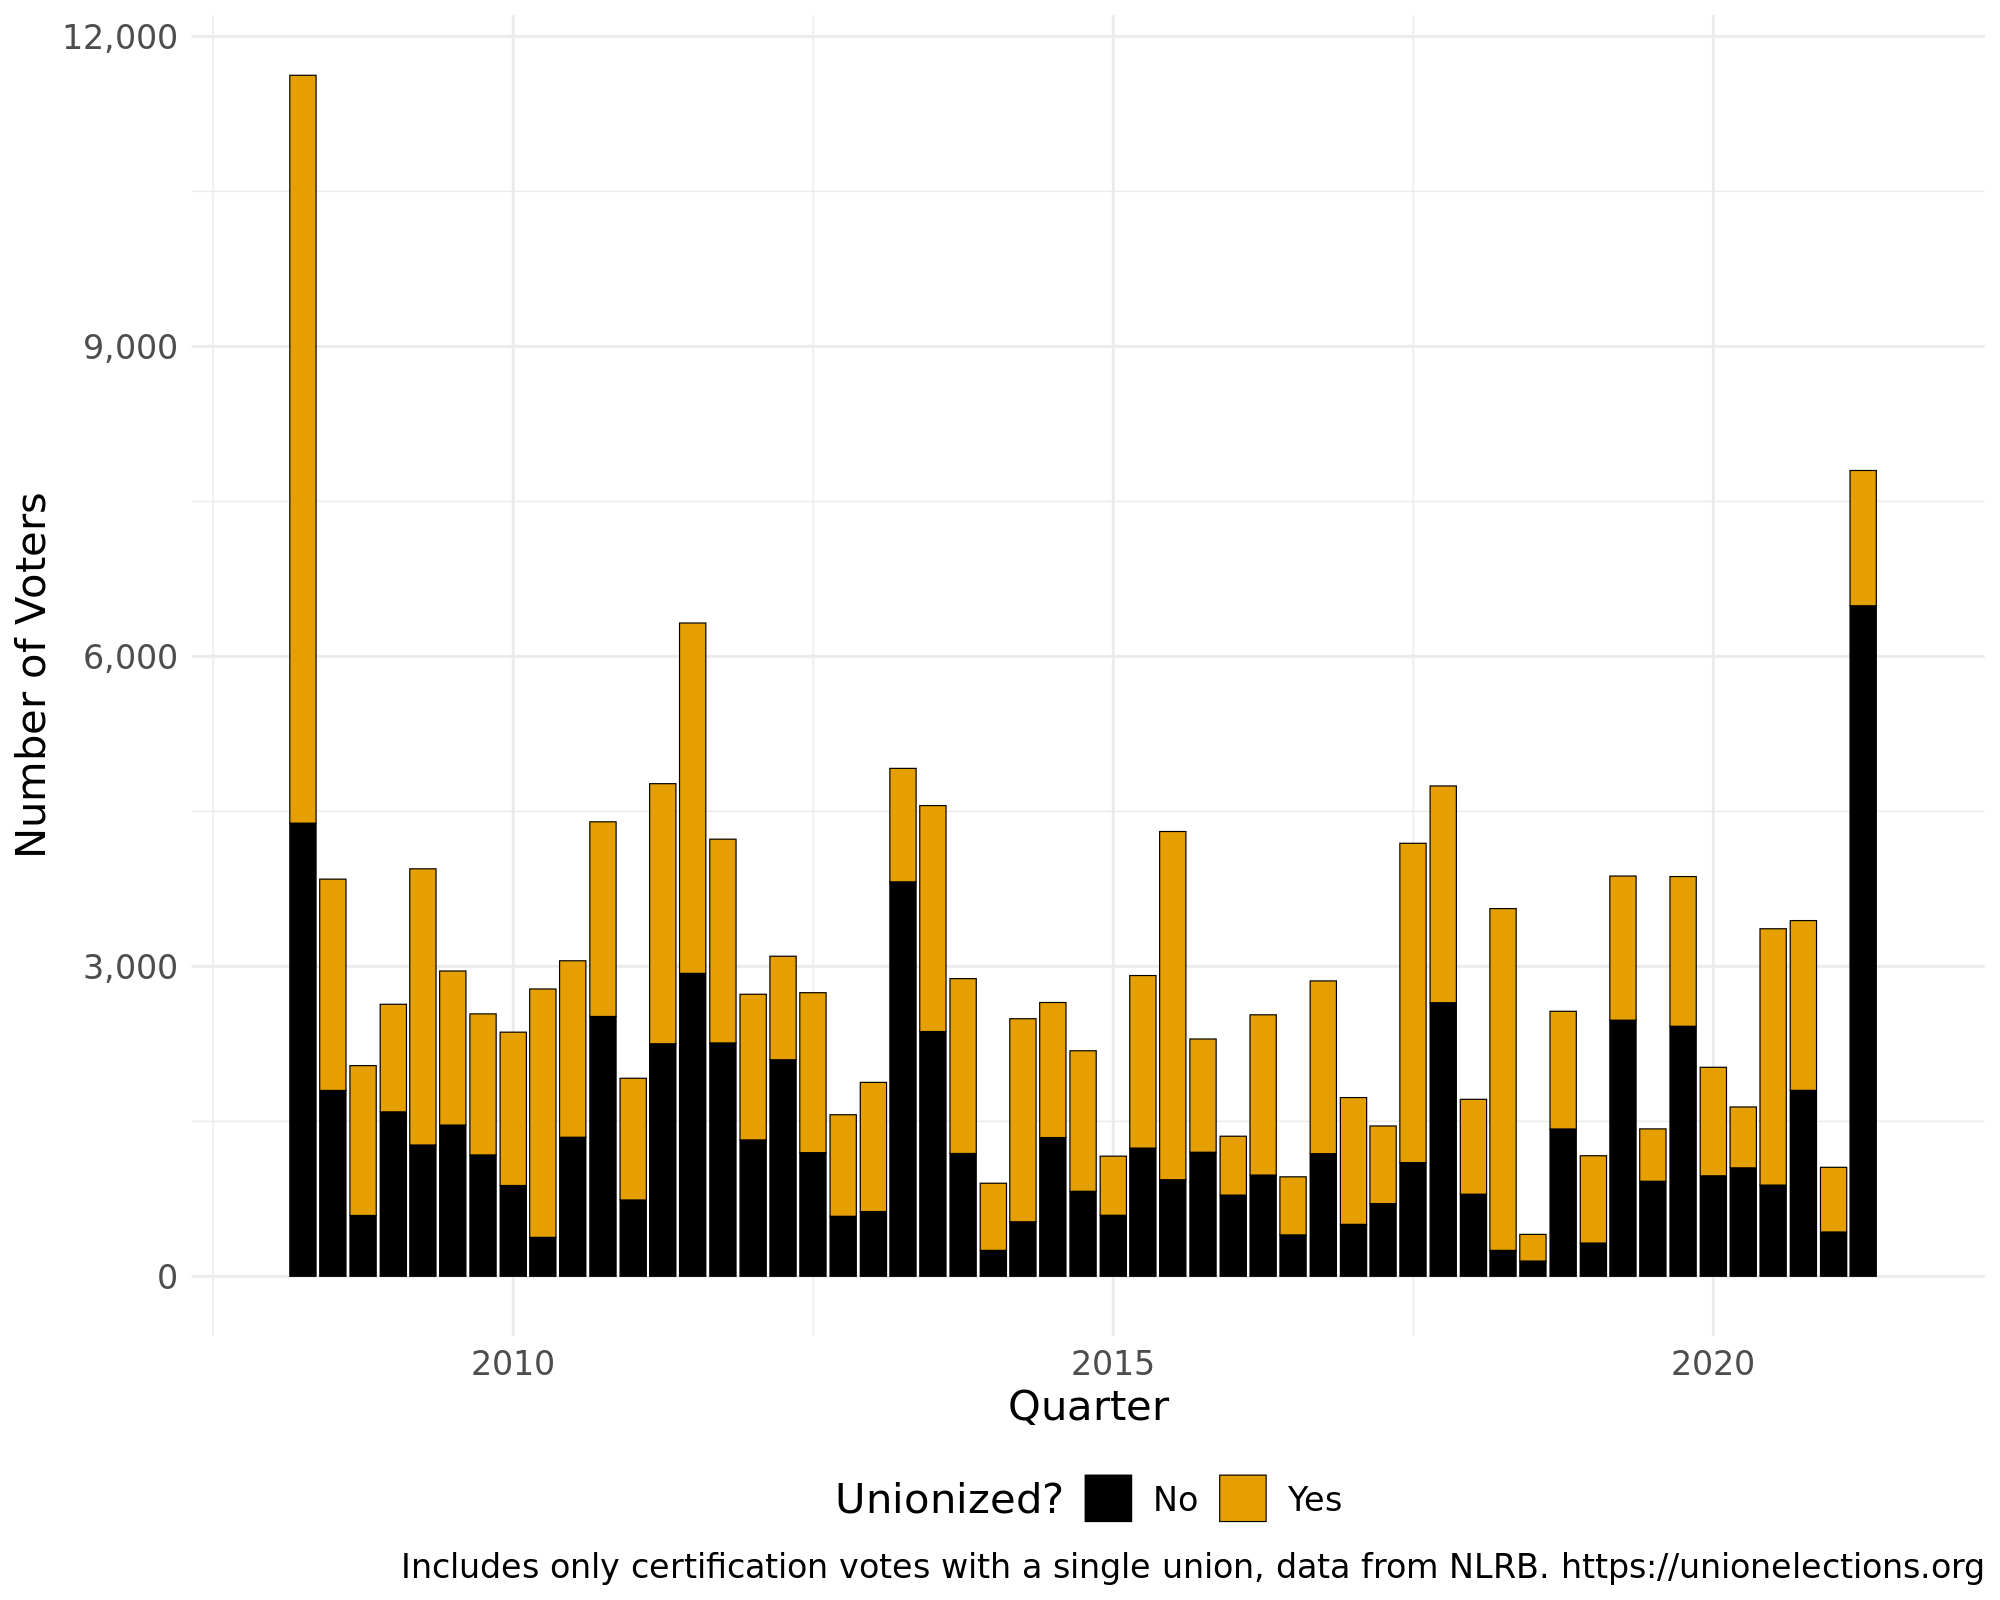 12,000
9,000
6,000
3,000
0
Number of Voters
2010 2015 2020
Quarter
Unionized? No Yes
Includes only certification votes with a single union, data from NLRB. https://unionelections.org